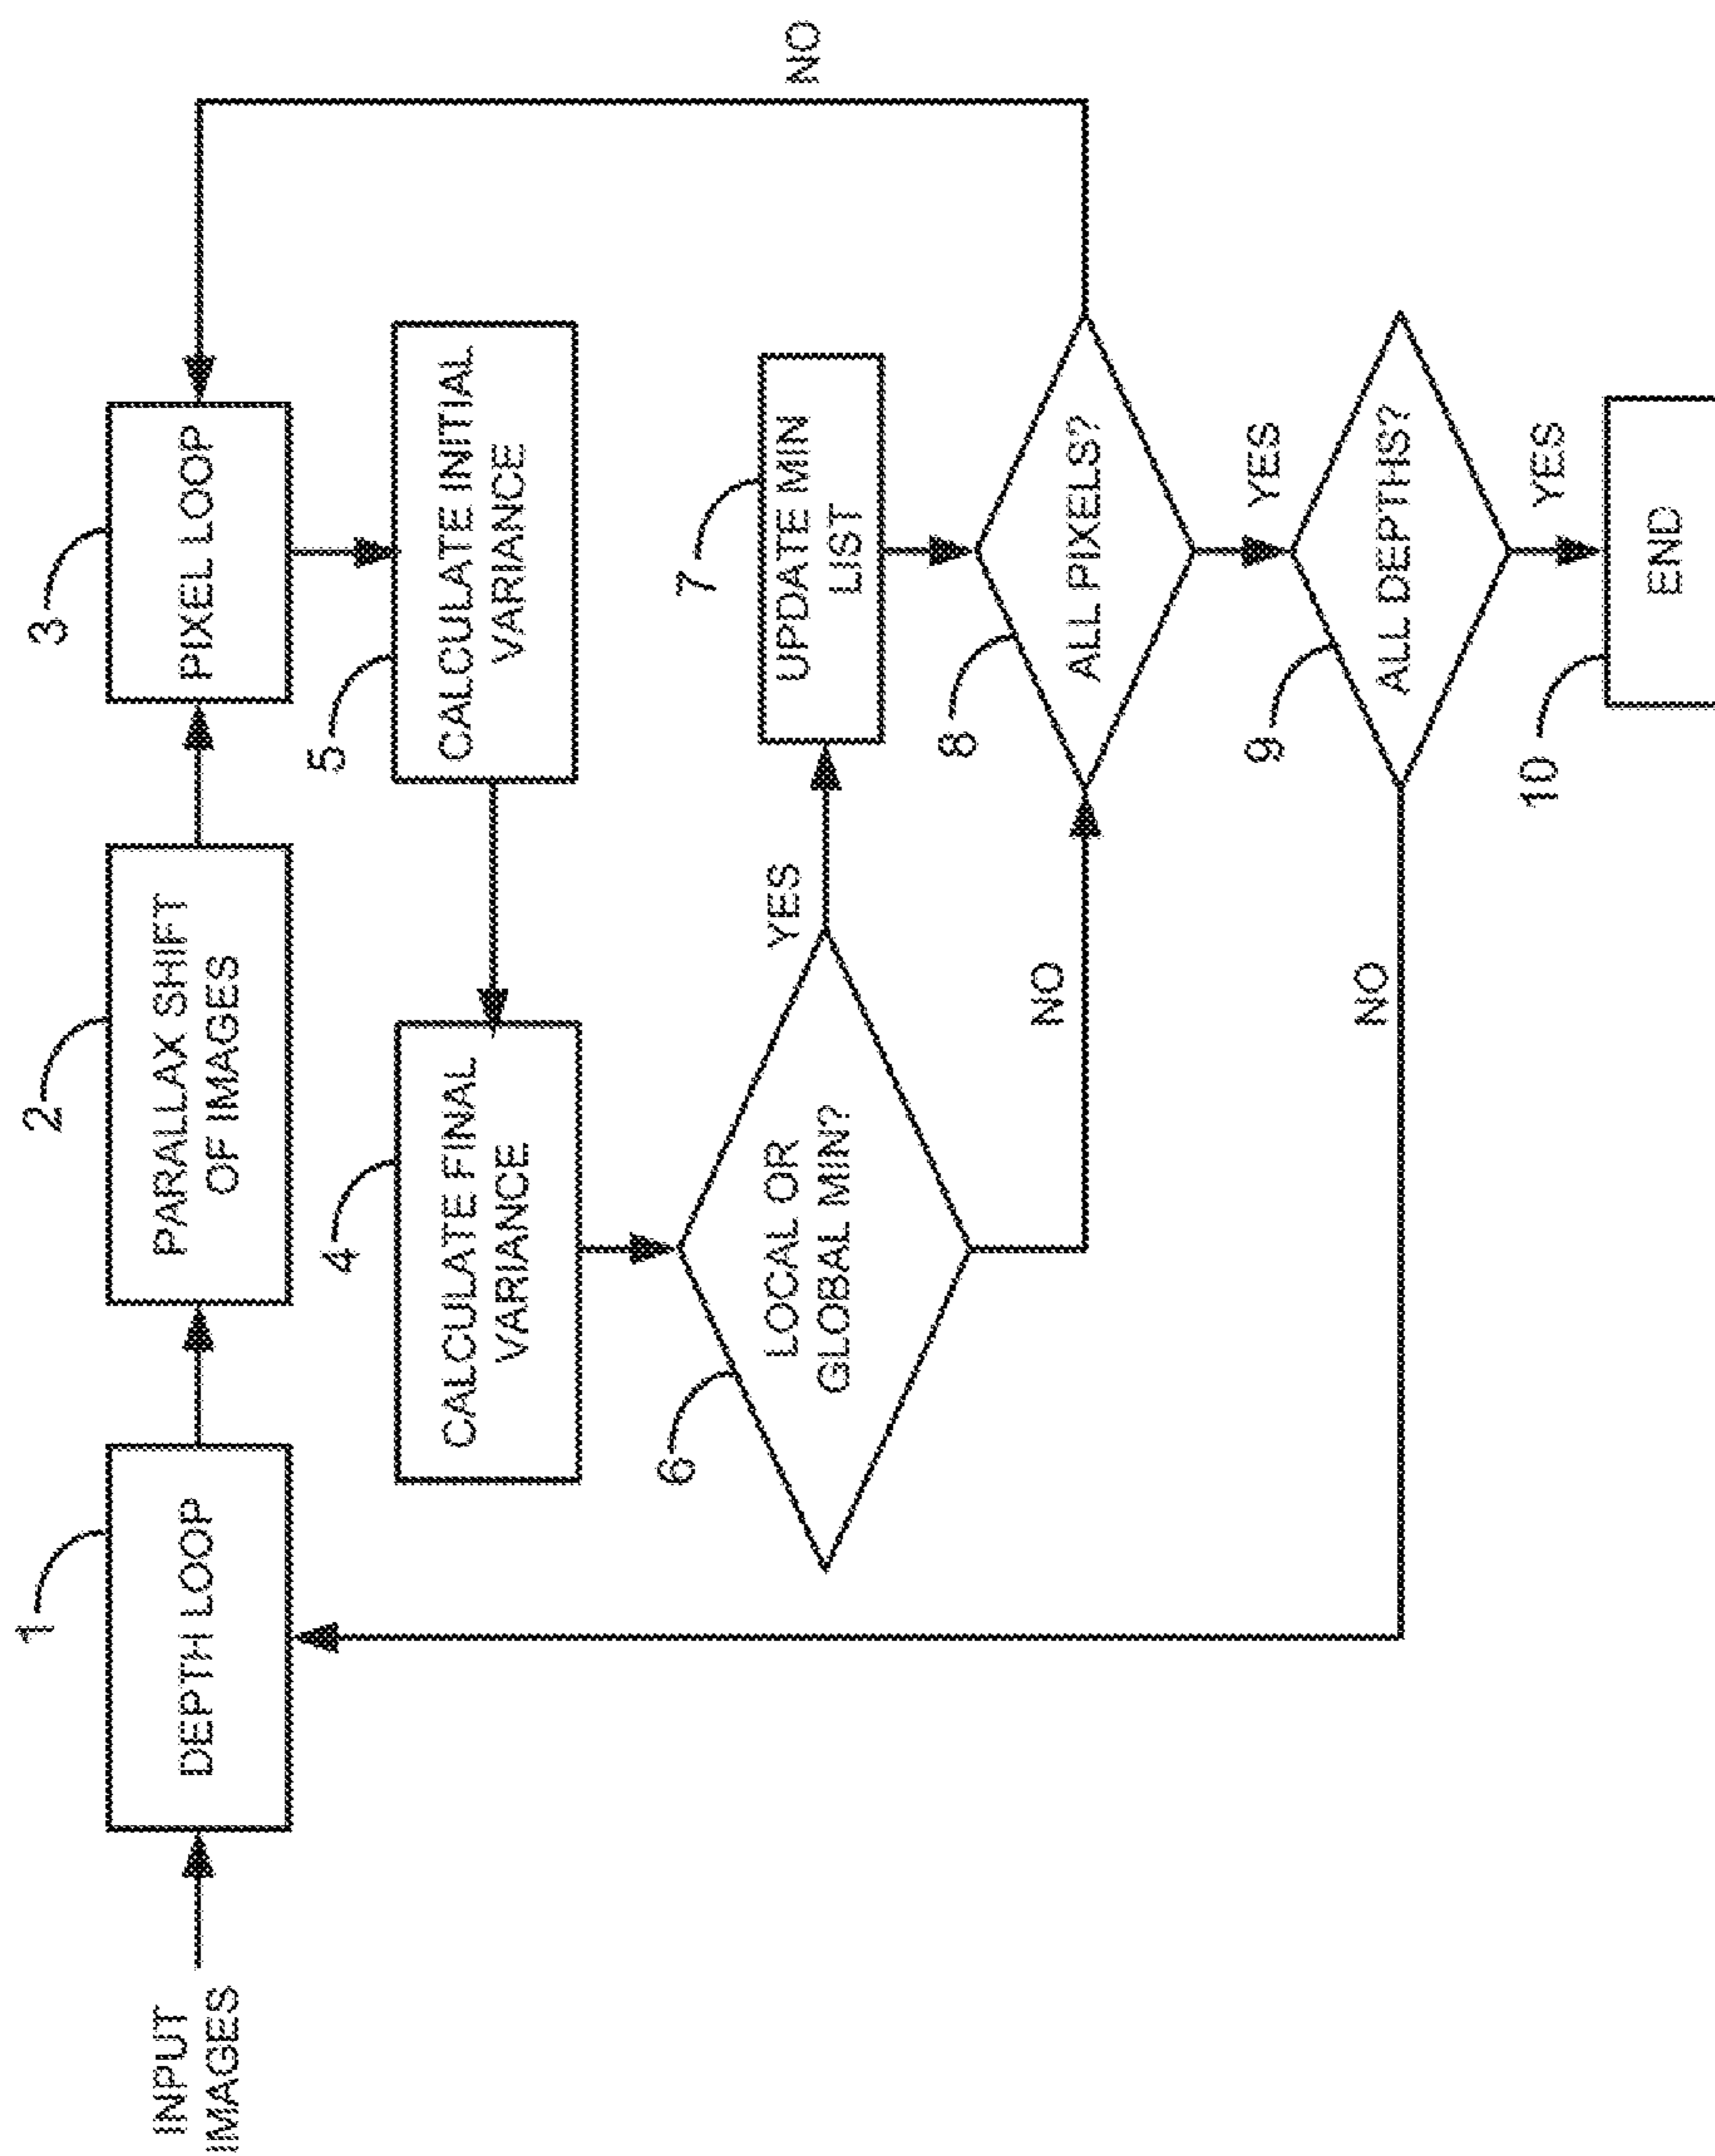 INPUT
IMAGES
1
DEPTH LOOP
2
PARALLAX SHIFT
OF IMAGES
3
PIXEL LOOP
5
CALCULATE INITIAL
VARIANCE
4
CALCULATE FINAL
VARIANCE
6
LOCAL OR
GLOBAL MIN?
YES
NO
7
UPDATE MIN
LIST
8
ALL PIXELS?
NO
YES
9
ALL DEPTHS?
NO
YES
10
END